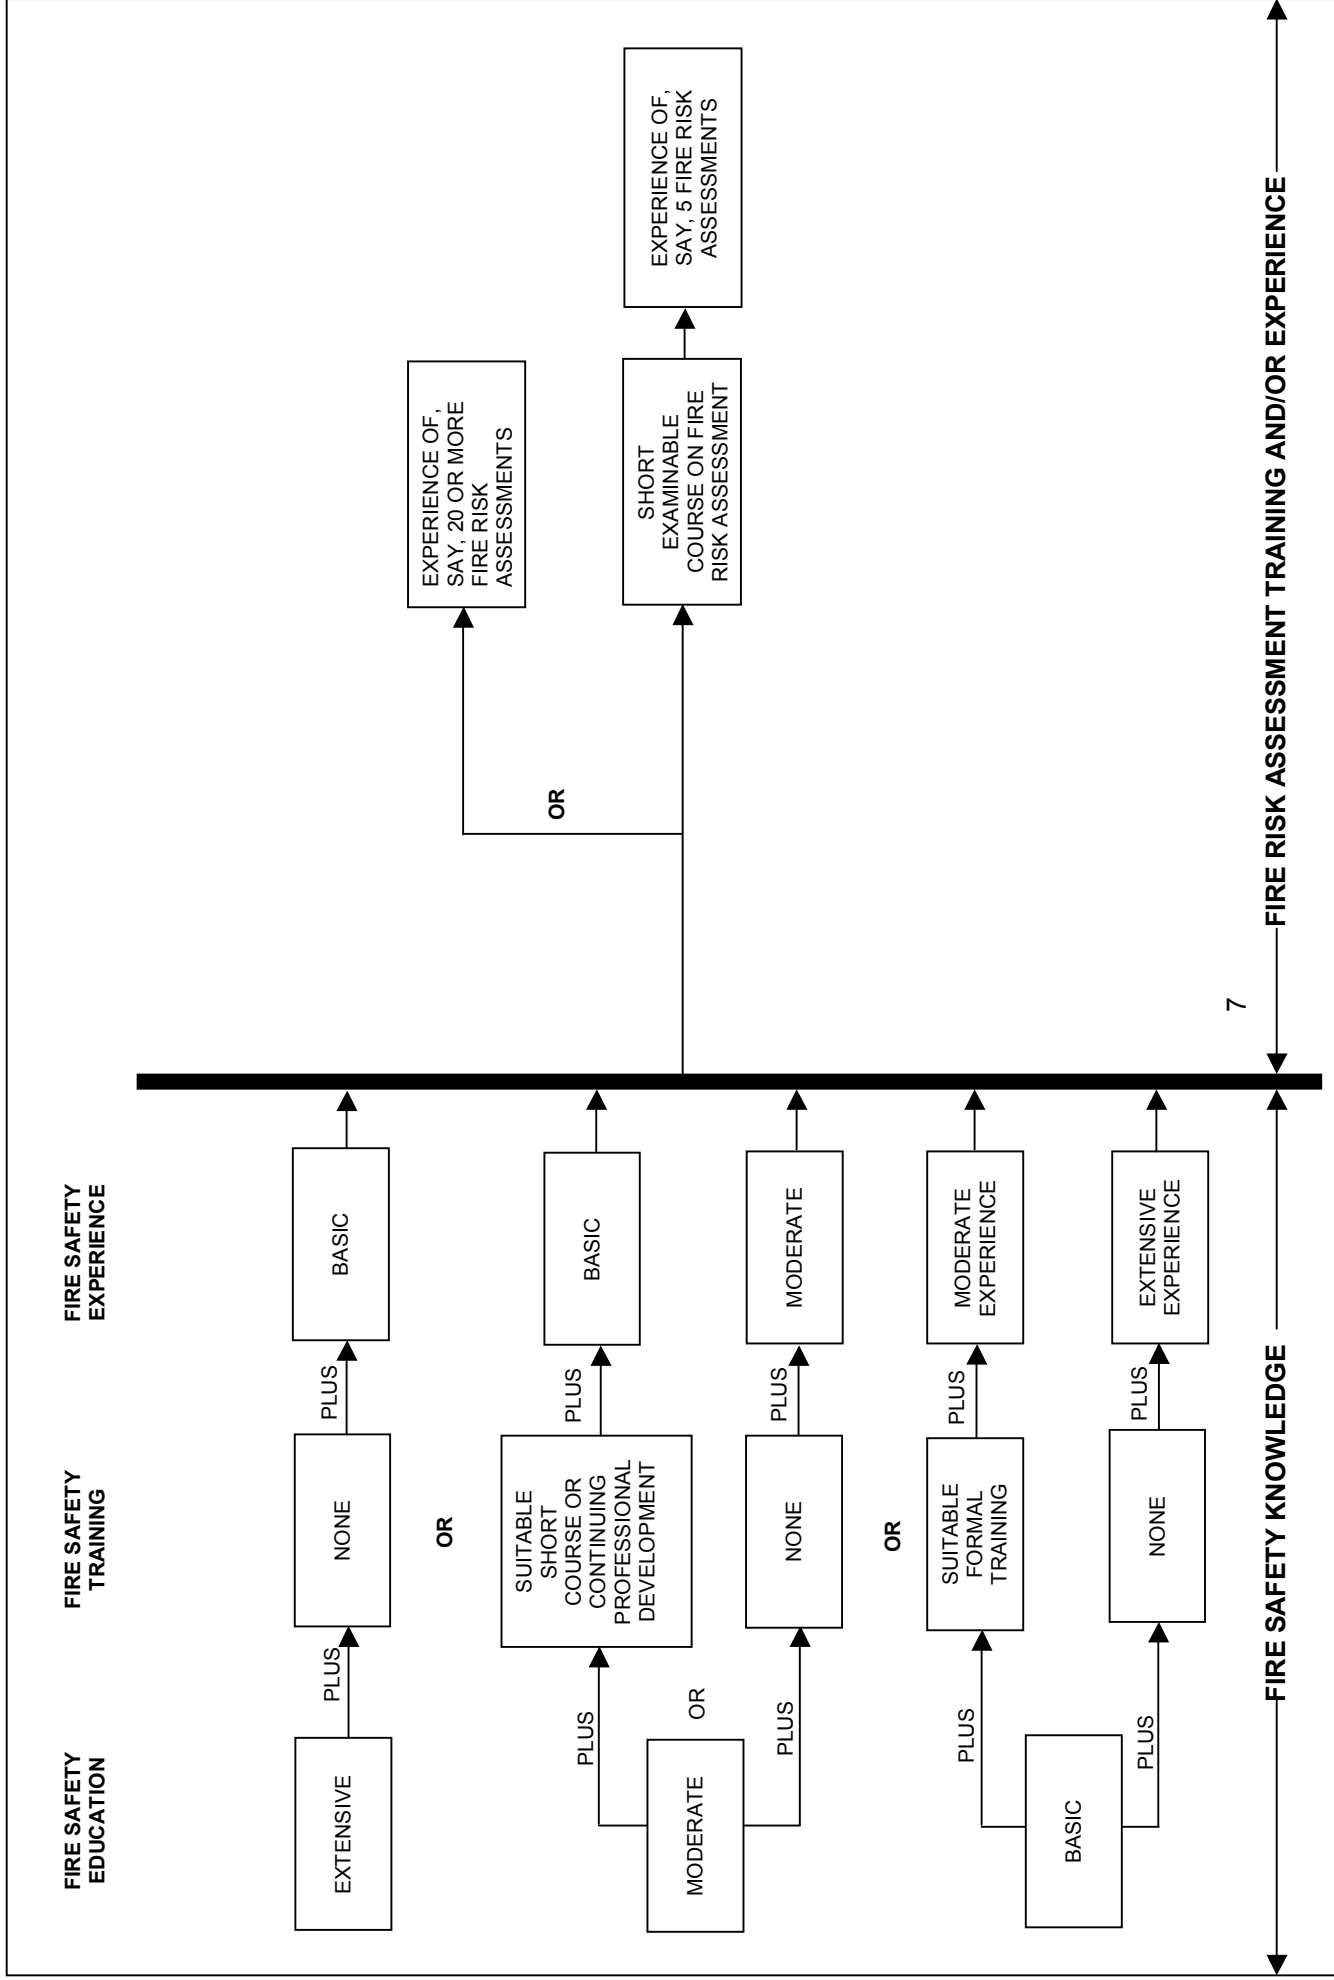 FIRE SAFETY
EDUCATION
FIRE SAFETY
TRAINING
FIRE SAFETY
EXPERIENCE
EXTENSIVE
PLUS
NONE
PLUS
BASIC
OR
MODERATE
PLUS
SUITABLE
SHORT
COURSE OR
CONTINUING
PROFESSIONAL
DEVELOPMENT
PLUS
BASIC
OR
PLUS
NONE
PLUS
MODERATE
OR
BASIC
PLUS
SUITABLE
FORMAL
TRAINING
PLUS
MODERATE
EXPERIENCE
PLUS
NONE
PLUS
EXTENSIVE
EXPERIENCE
EXPERIENCE OF,
SAY, 20 OR MORE
FIRE RISK
ASSESSMENTS
OR
SHORT
EXAMINABLE
COURSE ON FIRE
RISK ASSESSMENT
EXPERIENCE OF,
SAY, 5 FIRE RISK
ASSESSMENTS
7
FIRE SAFETY KNOWLEDGE
FIRE RISK ASSESSMENT TRAINING AND/OR EXPERIENCE